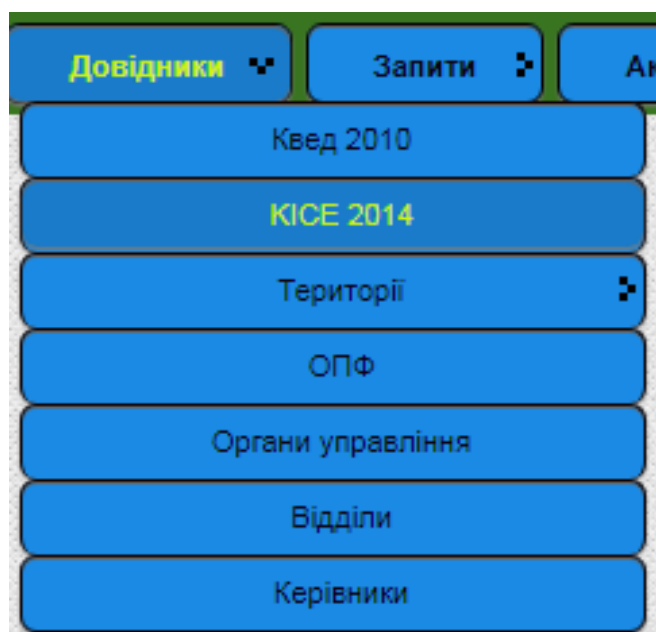 Довідники
Запити
Квед 2010
КІСЕ 2014
Території
ОПФ
Органи управління
Відділи
Керівники